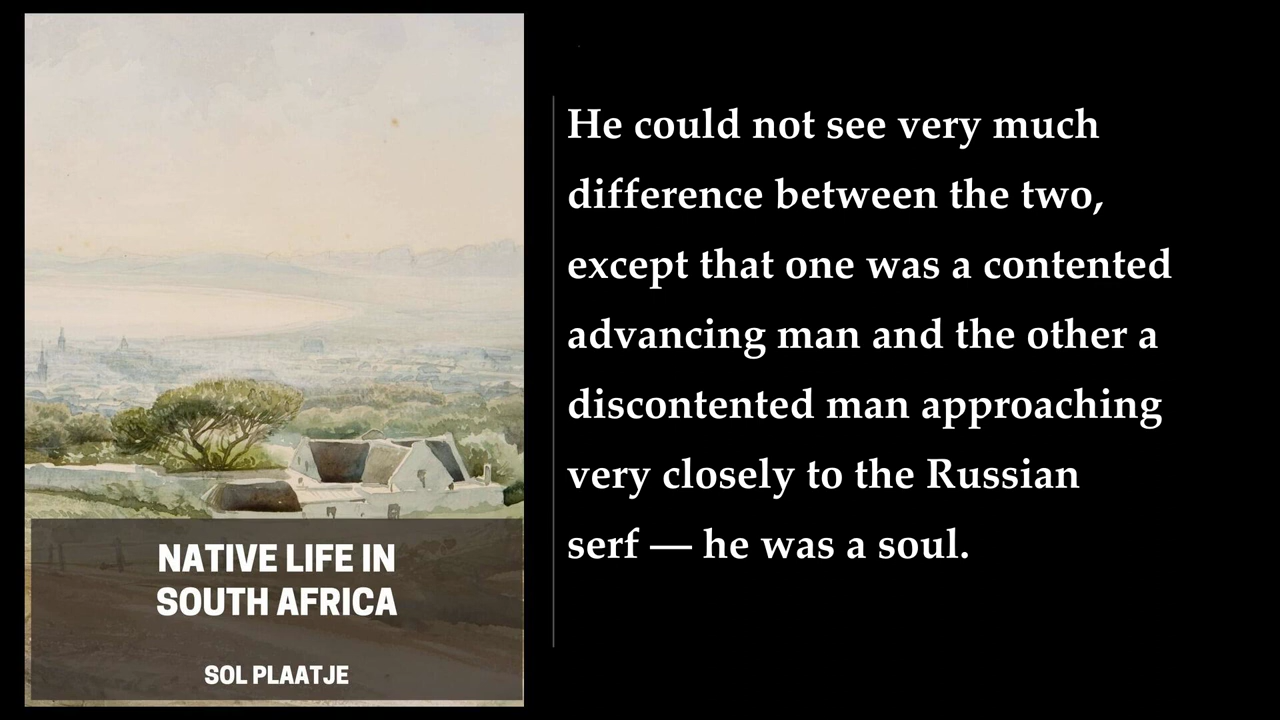 NATIVE LIFE IN
SOUTH AFRICA
SOL PLAATJE
He could not see very much
difference between the two,
except that one was a contented
advancing man and the other a
discontented man approaching
very closely to the Russian
serf — he was a soul.